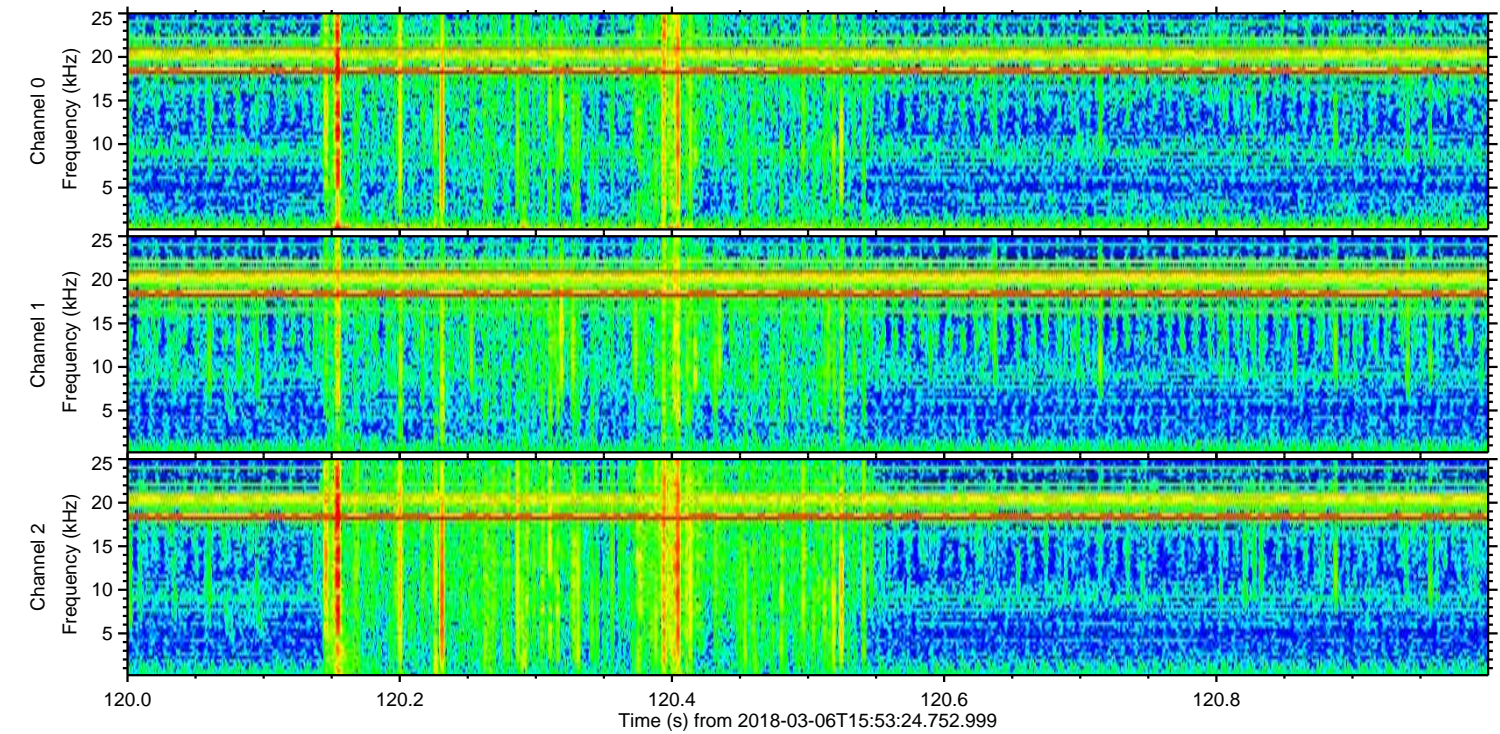 25
20
15
10
5
Channel 0
Frequency (kHz)
25
20
15
10
5
Channel 1
Frequency (kHz)
25
20
15
10
5
Channel 2
Frequency (kHz)
120.0 120.2 120.4 120.6 120.8
Time (s) from 2018-03-06T15:53:24.752.999